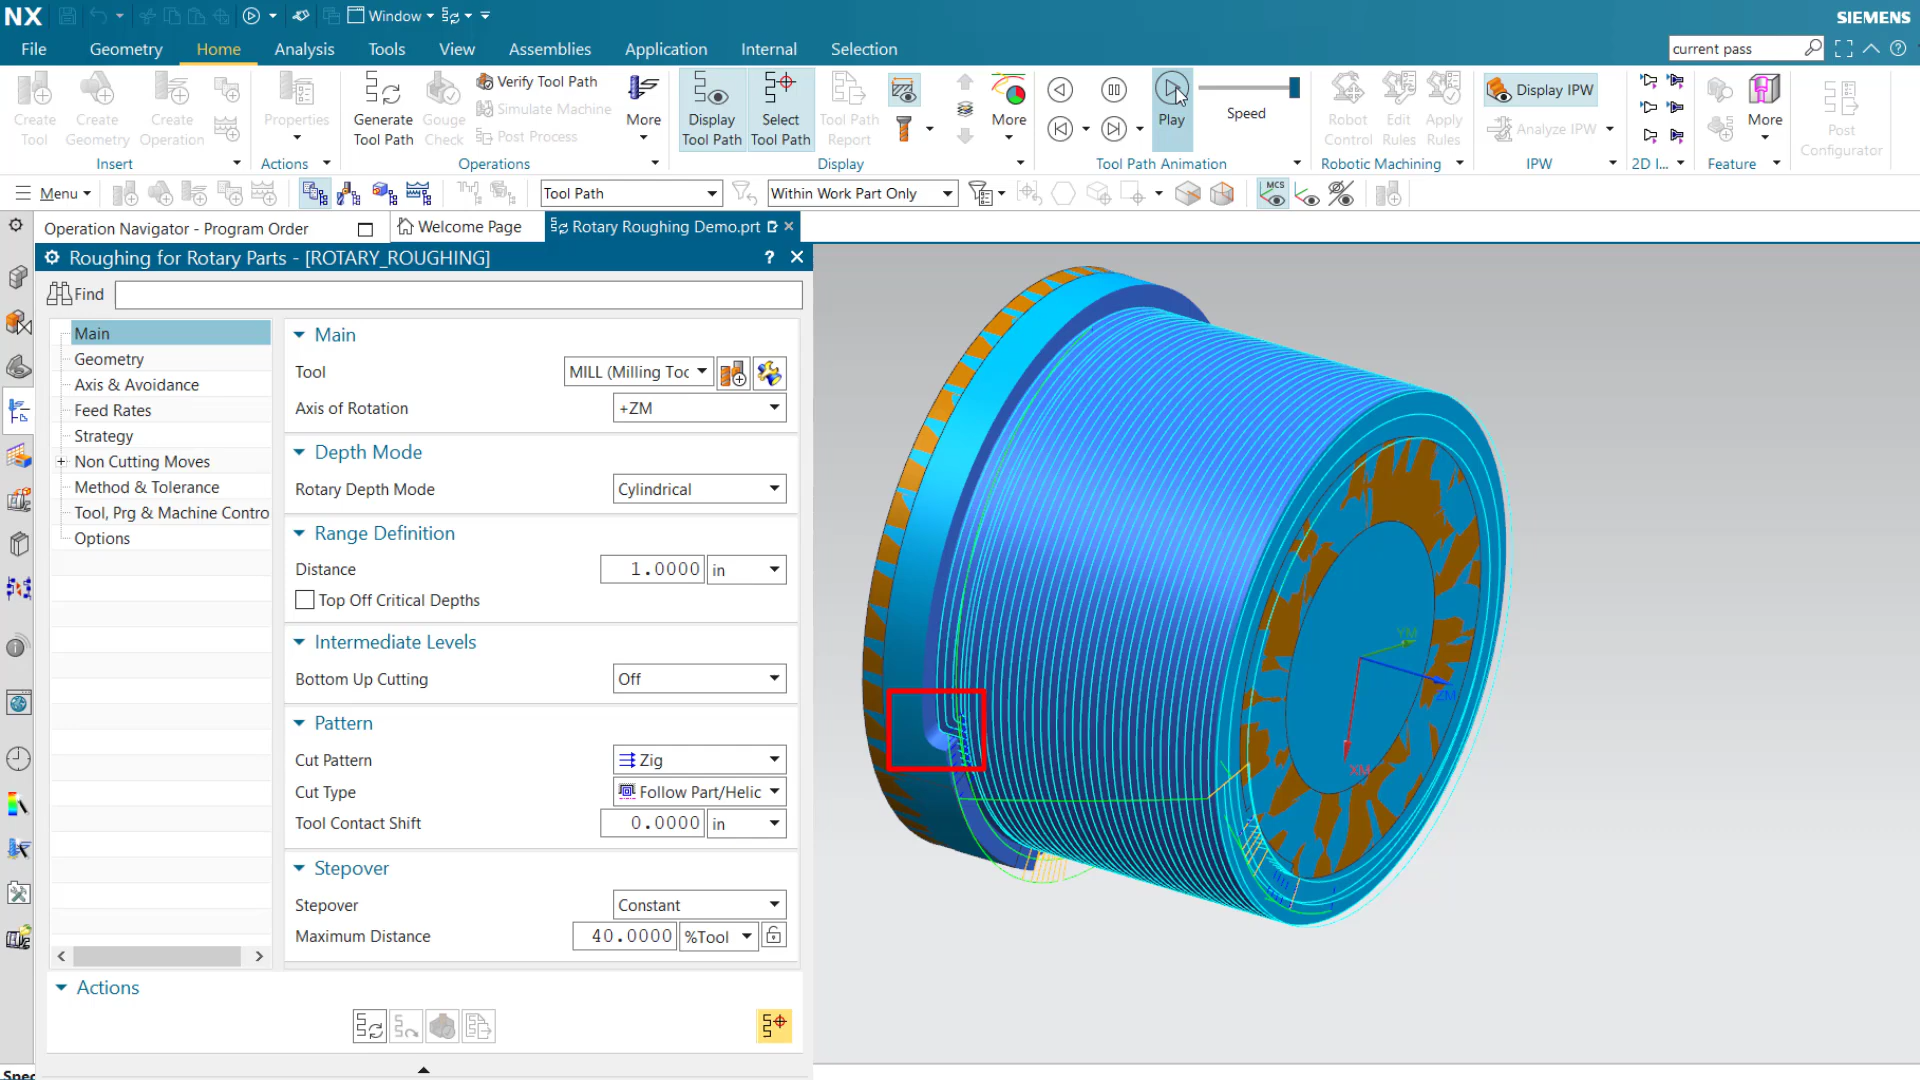 NX
Window
SIEMENS
File
Geometry
Home
Analysis
Tools
View
Assemblies
Application
Internal
Selection
current pass
Create Tool
Create Geometry
Create Operation
Insert
Properties
Actions
Generate Tool Path
Gouge Check
Verify Tool Path
Simulate Machine
Post Process
More
Operations
Display Tool Path
Select Tool Path
Tool Path Report
More
Display
Play
Speed
Tool Path Animation
Robot Control
Edit Rules
Apply Rules
Robotic Machining
Display IPW
Analyze IPW
IPW
2D I...
More
Feature
Post Configurator
Menu
Tool Path
Within Work Part Only
MCS
Operation Navigator - Program Order
Welcome Page
Rotary Roughing Demo.prt
Roughing for Rotary Parts - [ROTARY_ROUGHING]
Find
Main
Geometry
Axis & Avoidance
Feed Rates
Strategy
Non Cutting Moves
Method & Tolerance
Tool, Prg & Machine Contro
Options
Main
Tool
MILL (Milling Toc
Axis of Rotation
+ZM
Depth Mode
Rotary Depth Mode
Cylindrical
Range Definition
Distance
1.0000 in
Top Off Critical Depths
Intermediate Levels
Bottom Up Cutting
Off
Pattern
Cut Pattern
Zig
Cut Type
Follow Part/Helic
Tool Contact Shift
0.0000 in
Stepover
Stepover
Constant
Maximum Distance
40.0000 %Tool
Actions
YM
ZM
XM
Spec